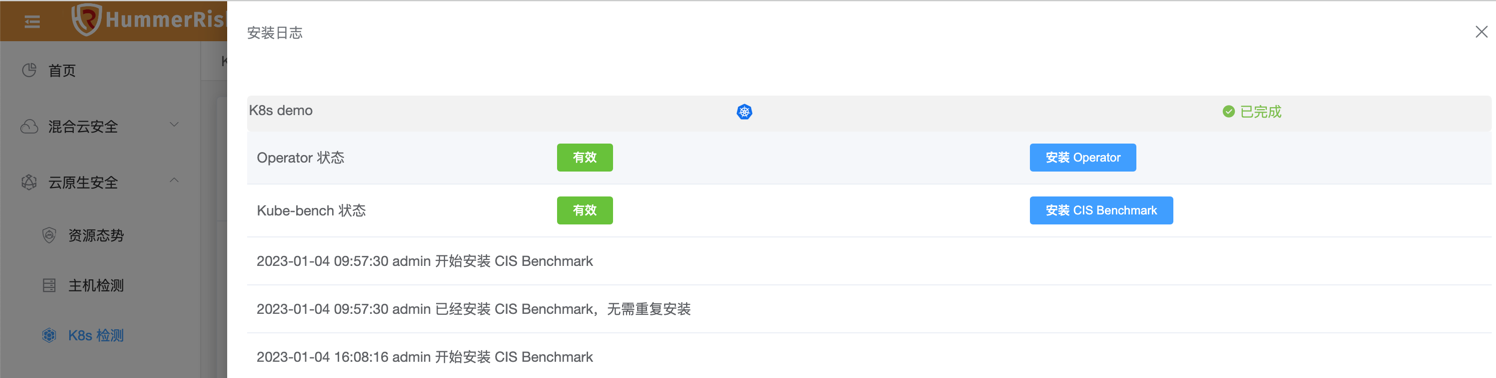 HummerRis
安装日志
K
首页
K8s demo
已完成
混合云安全
Operator 状态
有效
安装 Operator
云原生安全
Kube-bench 状态
有效
安装 CIS Benchmark
资源态势
2023-01-04 09:57:30 admin 开始安装 CIS Benchmark
主机检测
2023-01-04 09:57:30 admin 已经安装 CIS Benchmark，无需重复安装
K8s 检测
2023-01-04 16:08:16 admin 开始安装 CIS Benchmark